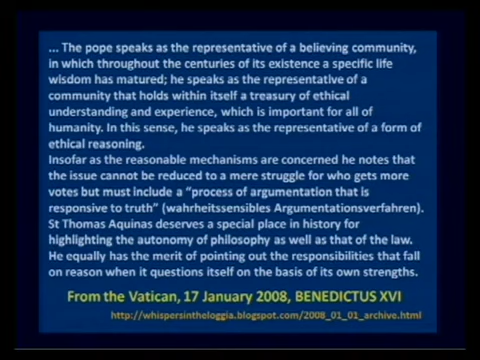 ... The pope speaks as the representative of a believing community,
in which throughout the centuries of its existence a specific life
wisdom has matured; he speaks as the representative of a
community that holds within itself a treasury of ethical
understanding and experience, which is important for all of
humanity. In this sense, he speaks as the representative of a form of
ethical reasoning.
Insofar as the reasonable mechanisms are concerned he notes that
the issue cannot be reduced to a mere struggle for who gets more
votes but must include a “process of argumentation that is
responsive to truth” (wahrheitssensibles Argumentationsverfahren).
St Thomas Aquinas deserves a special place in history for
highlighting the autonomy of philosophy as well as that of the law.
He equally has the merit of pointing out the responsibilities that fall
on reason when it questions itself on the basis of its own strengths.
From the Vatican, 17 January 2008, BENEDICTUS XVI
http://whispersintheloggia.blogspot.com/2008_01_01_archive.html